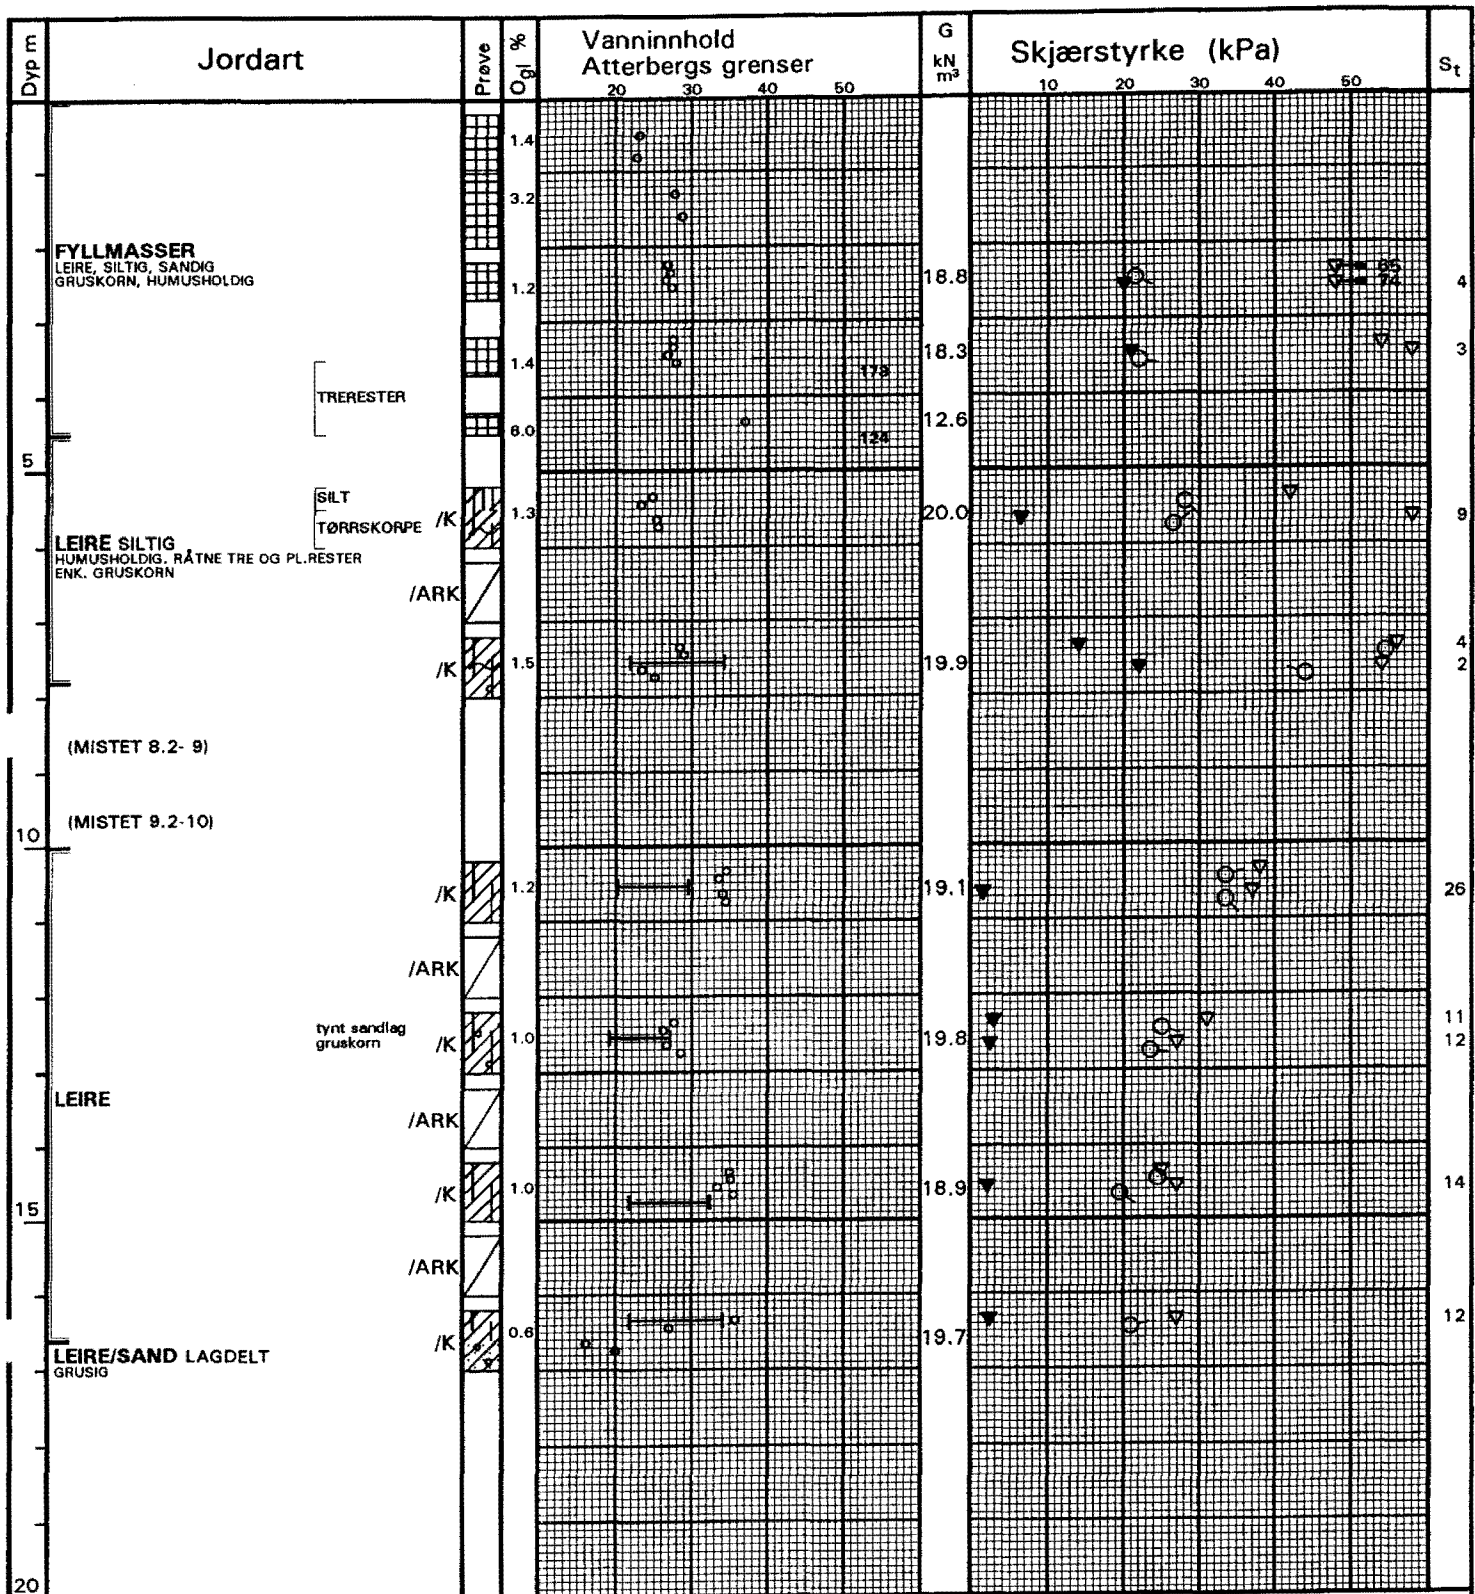 Dyp m
Jordart
Prøve
Ogl %
Vanninnhold
Atterbergs grenser
20 30 40 50
G
kN
m³
Skjærstyrke (kPa)
10 20 30 40 50
St
1.4
3.2
FYLLMASSER
LEIRE, SILTIG, SANDIG
GRUSKORN, HUMUSHOLDIG
1.2
18.8
65
74
4
1.4
179
18.3
3
TRERESTER
6.0
124
12.6
5
SILT
TØRRSKORPE
/K
1.3
20.0
9
LEIRE SILTIG
HUMUSHOLDIG. RÅTNE TRE OG PL.RESTER
ENK. GRUSKORN
/ARK
/K
1.5
19.9
4
2
(MISTET 8.2- 9)
(MISTET 9.2-10)
10
/K
1.2
19.1
26
/ARK
tynt sandlag
gruskorn
/K
1.0
19.8
11
12
LEIRE
/ARK
/K
1.0
18.9
14
15
/ARK
/K
0.6
19.7
12
LEIRE/SAND LAGDELT
GRUSIG
20